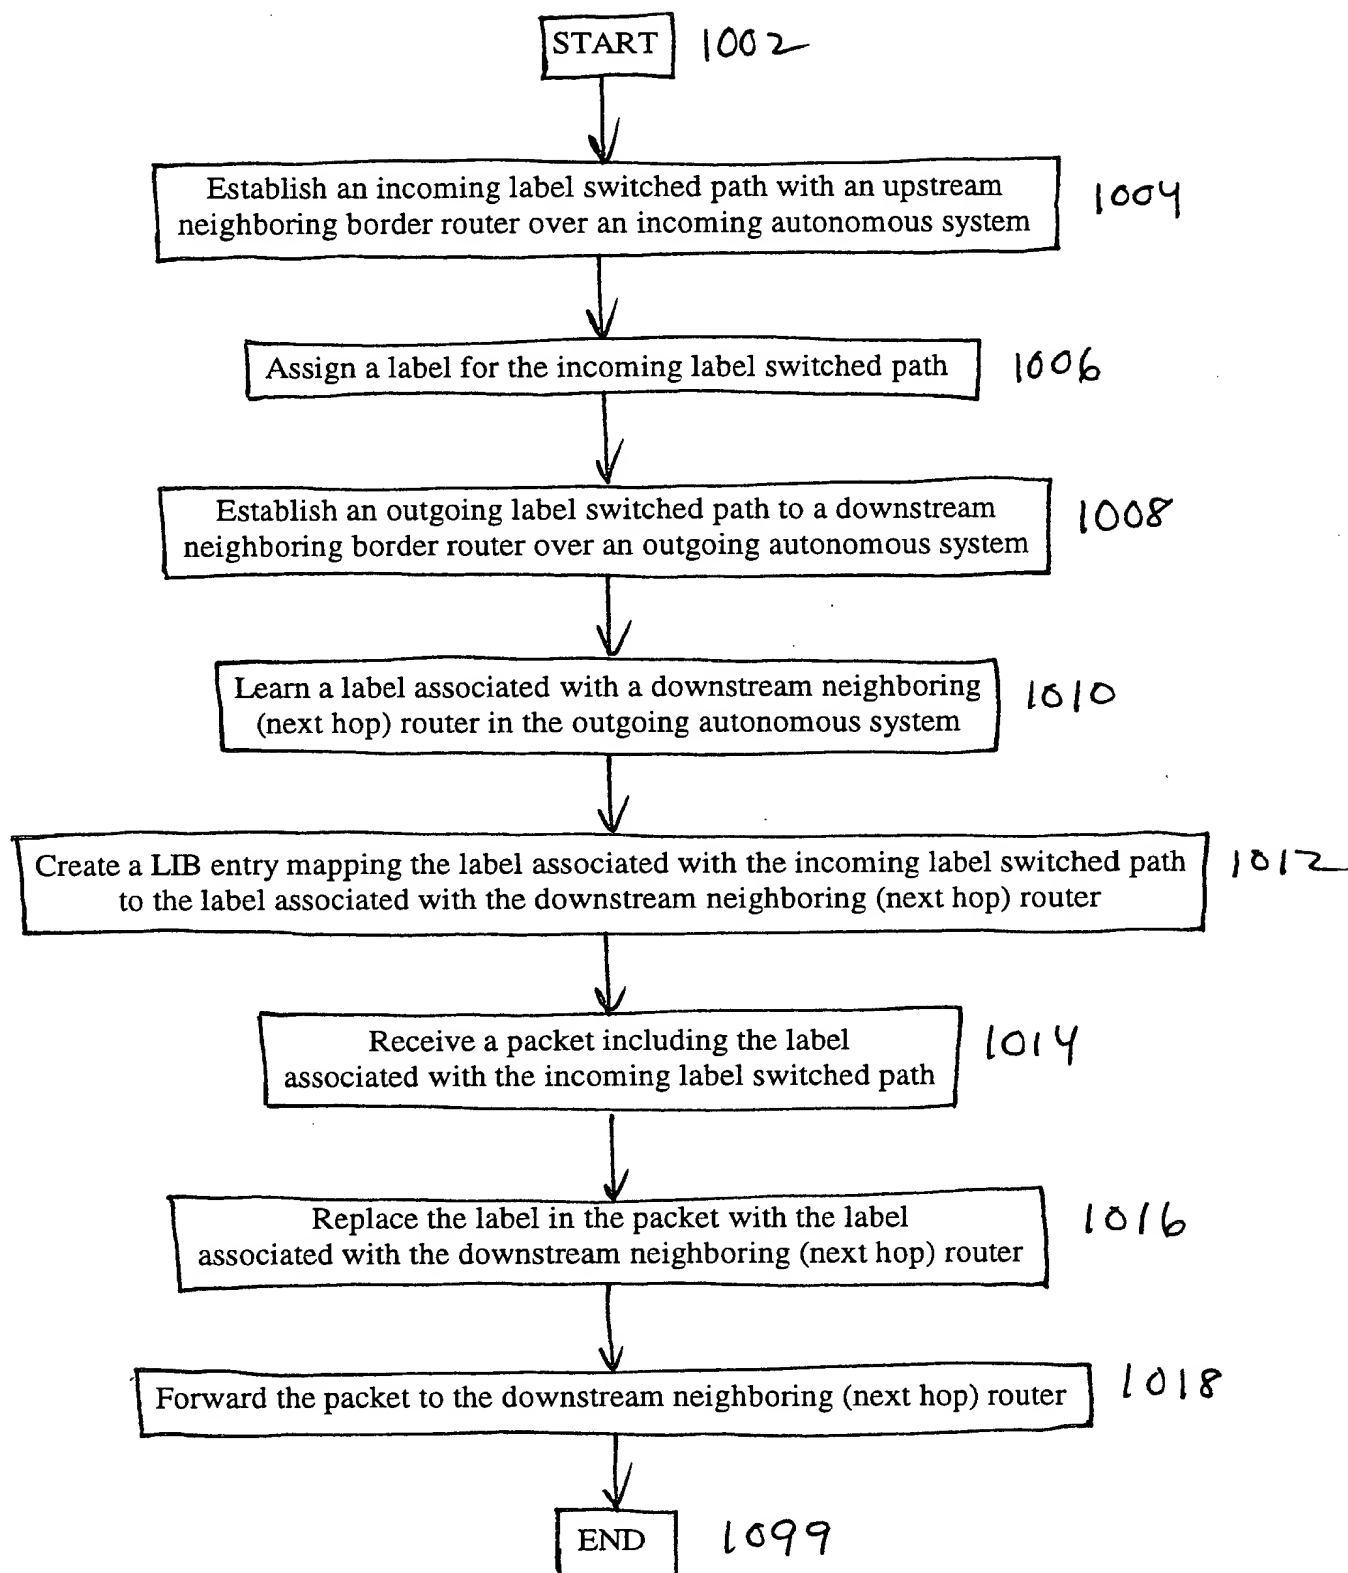 START 1002
Establish an incoming label switched path with an upstream
neighboring border router over an incoming autonomous system
1004
Assign a label for the incoming label switched path 1006
Establish an outgoing label switched path to a downstream
neighboring border router over an outgoing autonomous system
1008
Learn a label associated with a downstream neighboring
(next hop) router in the outgoing autonomous system
1010
Create a LIB entry mapping the label associated with the incoming label switched path
to the label associated with the downstream neighboring (next hop) router
1012
Receive a packet including the label
associated with the incoming label switched path
1014
Replace the label in the packet with the label
associated with the downstream neighboring (next hop) router
1016
Forward the packet to the downstream neighboring (next hop) router 1018
END 1099